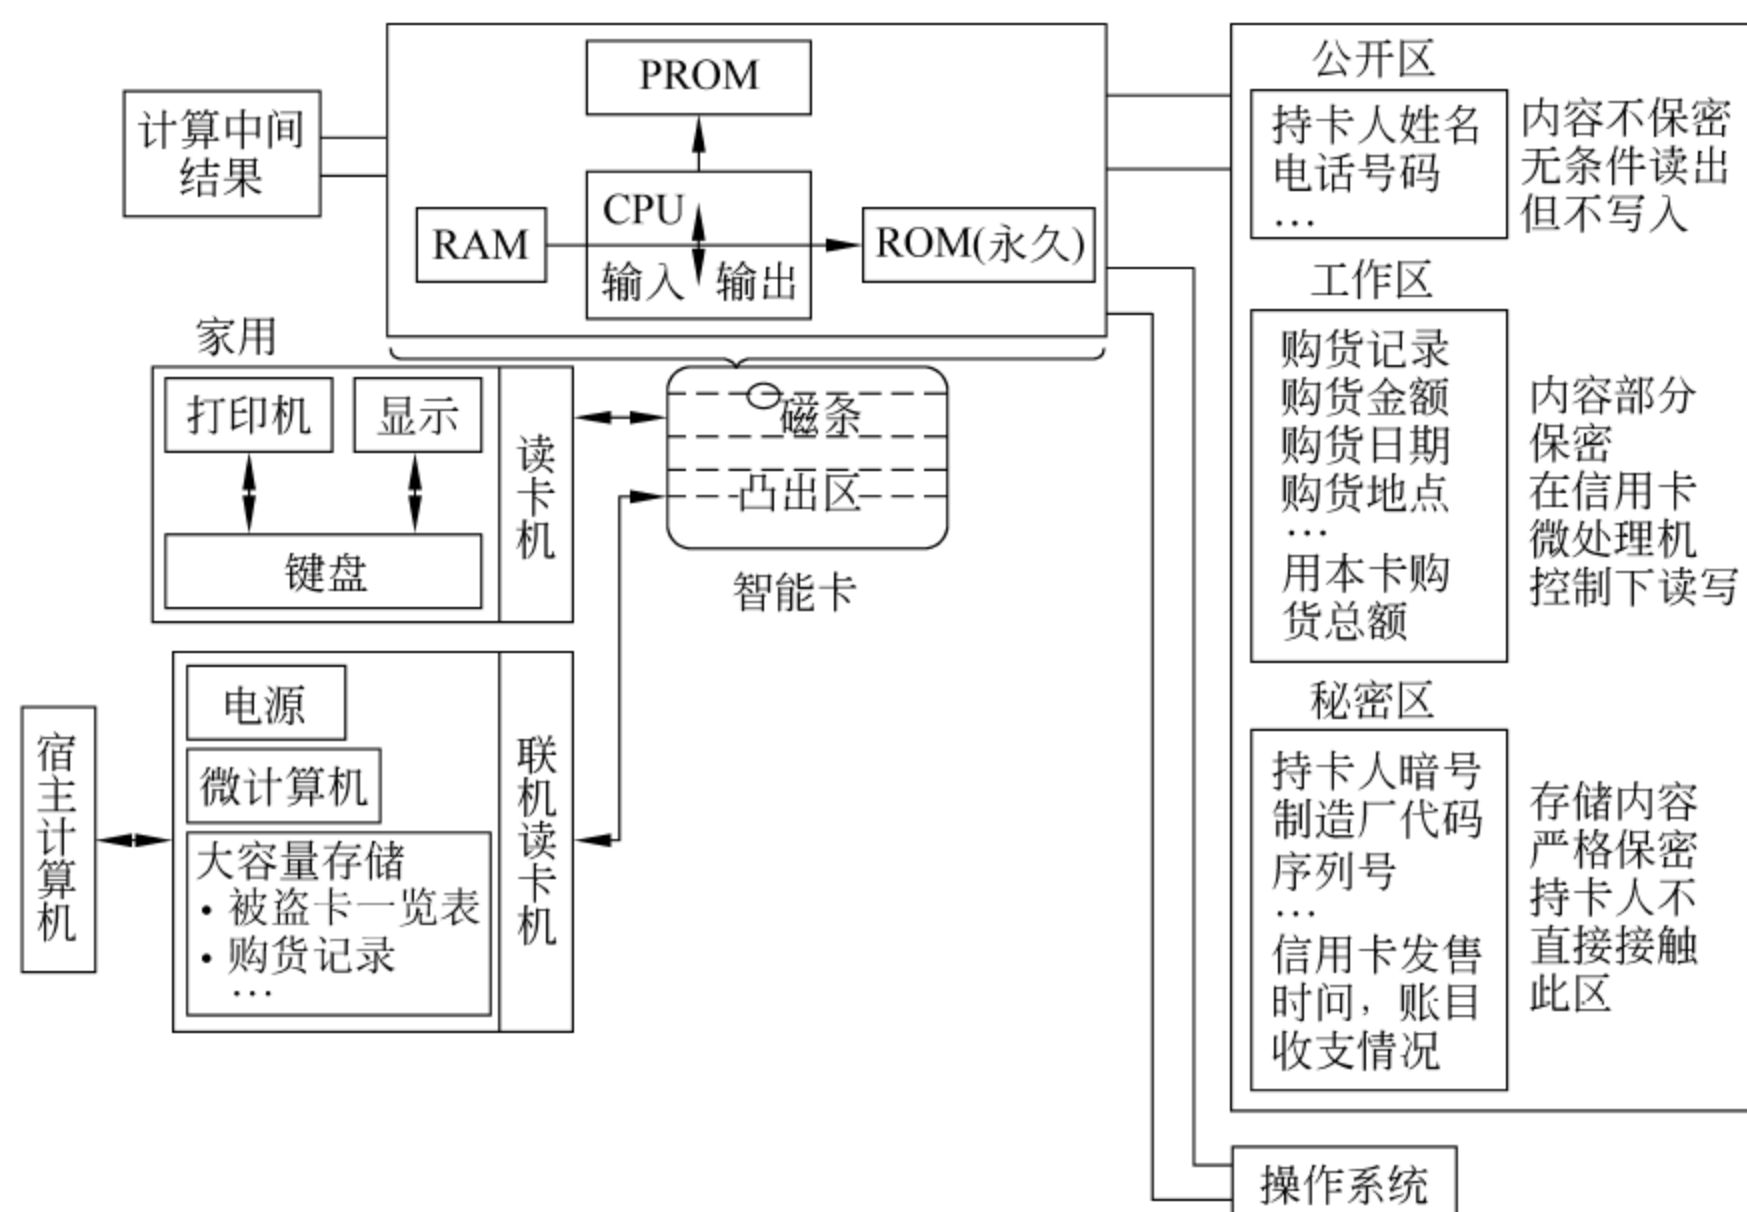 PROM
计算中间
结果
CPU
RAM
ROM(永久)
输入 输出
公开区
持卡人姓名
电话号码
…
内容不保密
无条件读出
但不写入
工作区
购货记录
购货金额
购货日期
购货地点
…
用本卡购
货总额
内容部分
保密
在信用卡
微处理机
控制下读写
秘密区
持卡人暗号
制造厂代码
序列号
…
信用卡发售
时问，账目
收支情况
存储内容
严格保密
持卡人不
直接接触
此区
操作系统
家用
打印机
显示
键盘
读卡机
磁条
凸出区
智能卡
宿主计算机
电源
微计算机
大容量存储
• 被盗卡一览表
• 购货记录
…
联机读卡机